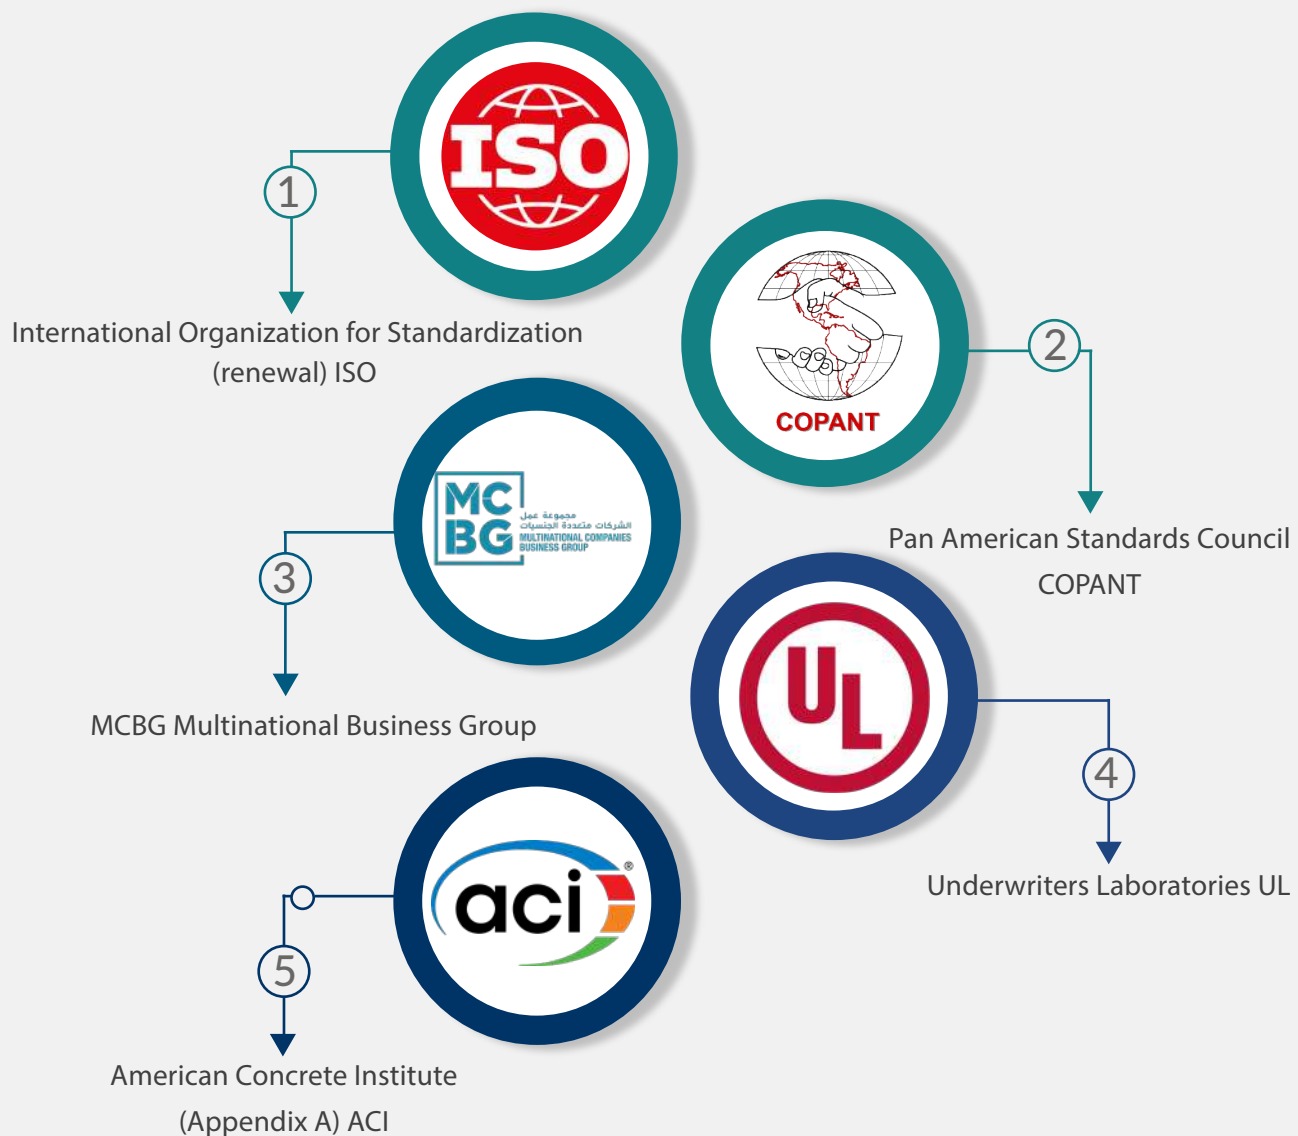 ISO
1
International Organization for Standardization
(renewal) ISO
COPANT
2
Pan American Standards Council
COPANT
MC
BG
مجموعة عمل
الشركات متعددة الجنسيات
MULTINATIONAL COMPANIES
BUSINESS GROUP
3
MCBG Multinational Business Group
UL
4
Underwriters Laboratories UL
aci®
5
American Concrete Institute
(Appendix A) ACI